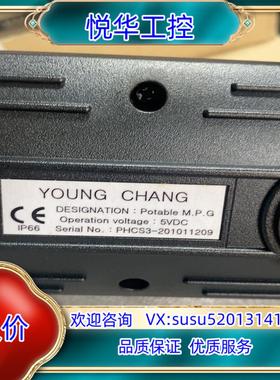 悦华工控
YOUNG CHANG
CE
IP66
DESIGNATION : Potable M.P.G
Operation voltage : 5VDC
Serial No. : PHCS3-201011209
价
欢迎咨询 VX:susu52013141
品质保证 优质服务